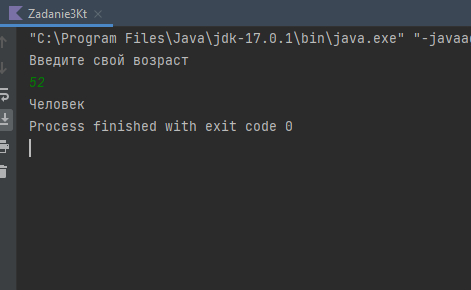 Zadanie3Kt
"C:\Program Files\Java\jdk-17.0.1\bin\java.exe" "-javaa
Введите свой возраст
52
Человек
Process finished with exit code 0